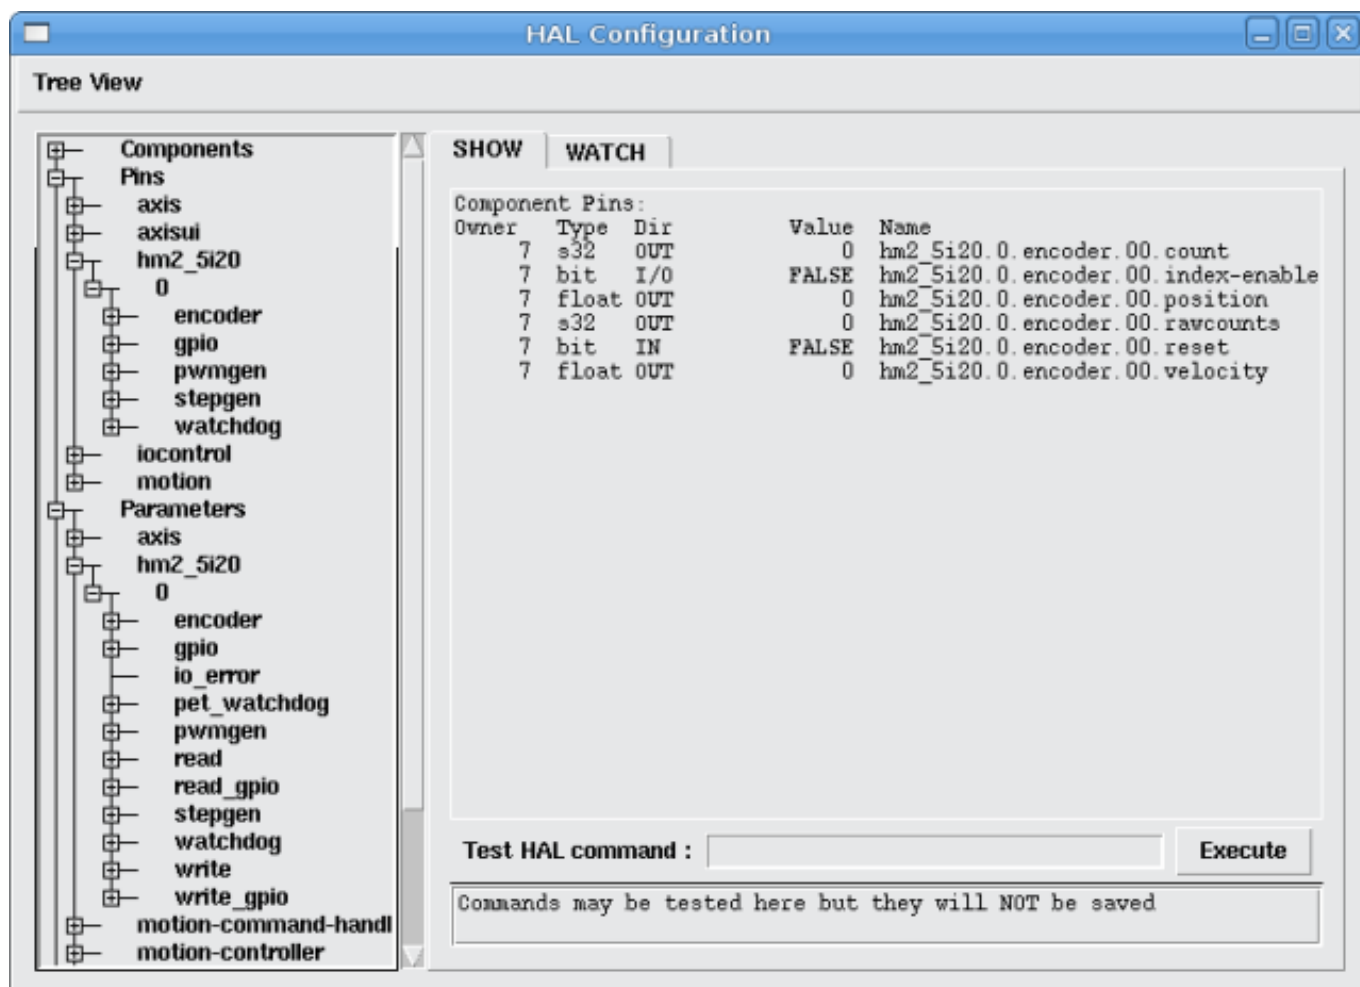 HAL Configuration
Tree View
Components
Pins
axis
axisui
hm2_5i20
0
encoder
gpio
pwmgen
stepgen
watchdog
iocontrol
motion
Parameters
axis
hm2_5i20
0
encoder
gpio
io_error
pet_watchdog
pwmgen
read
read_gpio
stepgen
watchdog
write
write_gpio
motion-command-handl
motion-controller
SHOW WATCH
Component Pins:
Owner Type Dir Value Name
7 s32 OUT 0 hm2_5i20.0.encoder.00.count
7 bit I/O FALSE hm2_5i20.0.encoder.00.index-enable
7 float OUT 0 hm2_5i20.0.encoder.00.position
7 s32 OUT 0 hm2_5i20.0.encoder.00.rawcounts
7 bit IN FALSE hm2_5i20.0.encoder.00.reset
7 float OUT 0 hm2_5i20.0.encoder.00.velocity
Test HAL command : Execute
Commands may be tested here but they will NOT be saved